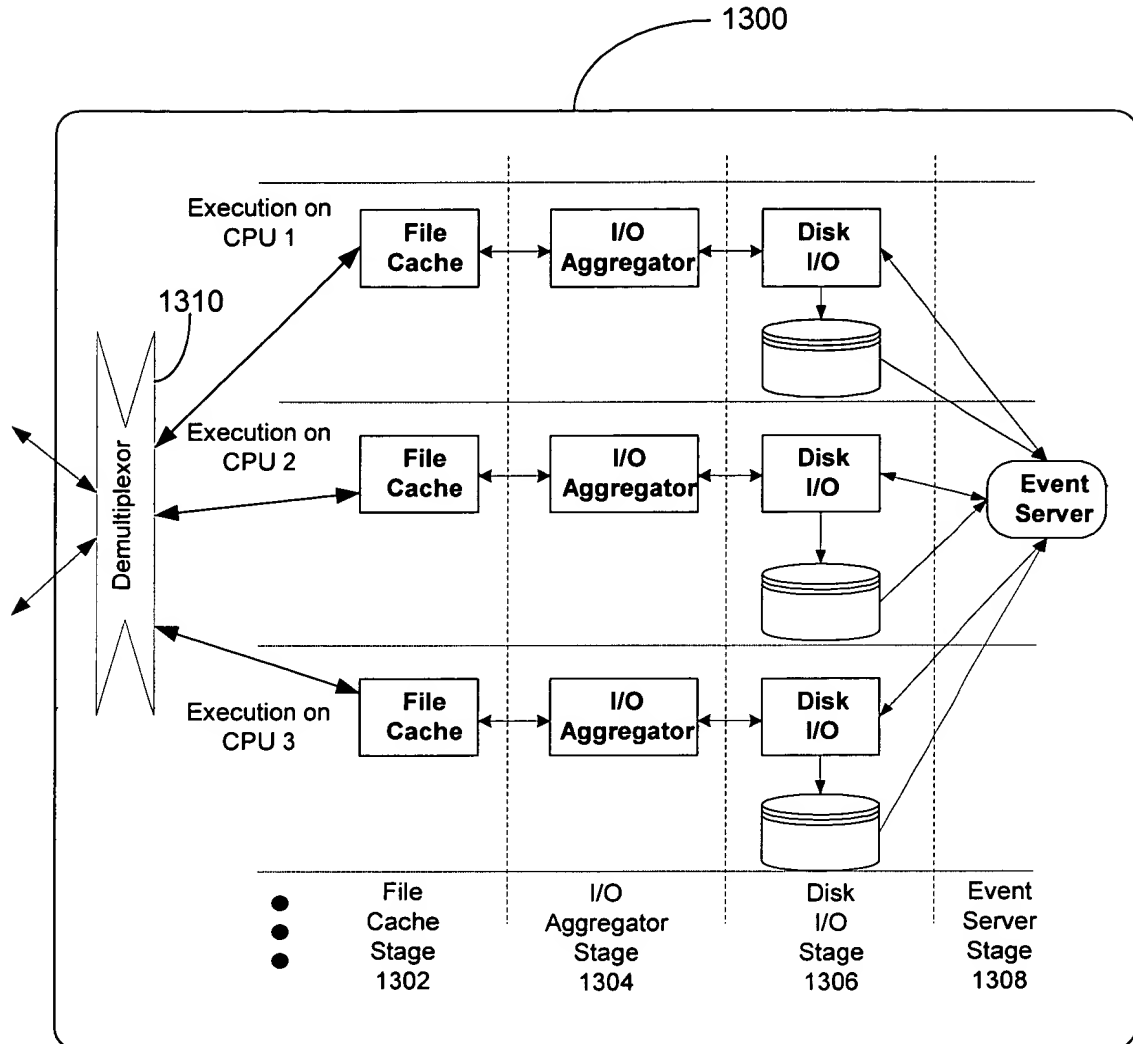 1300
Execution on
CPU 1
File
Cache
I/O
Aggregator
Disk
I/O
1310
Demultiplexor
Execution on
CPU 2
File
Cache
I/O
Aggregator
Disk
I/O
Event
Server
Execution on
CPU 3
File
Cache
I/O
Aggregator
Disk
I/O
File
Cache
Stage
1302
I/O
Aggregator
Stage
1304
Disk
I/O
Stage
1306
Event
Server
Stage
1308